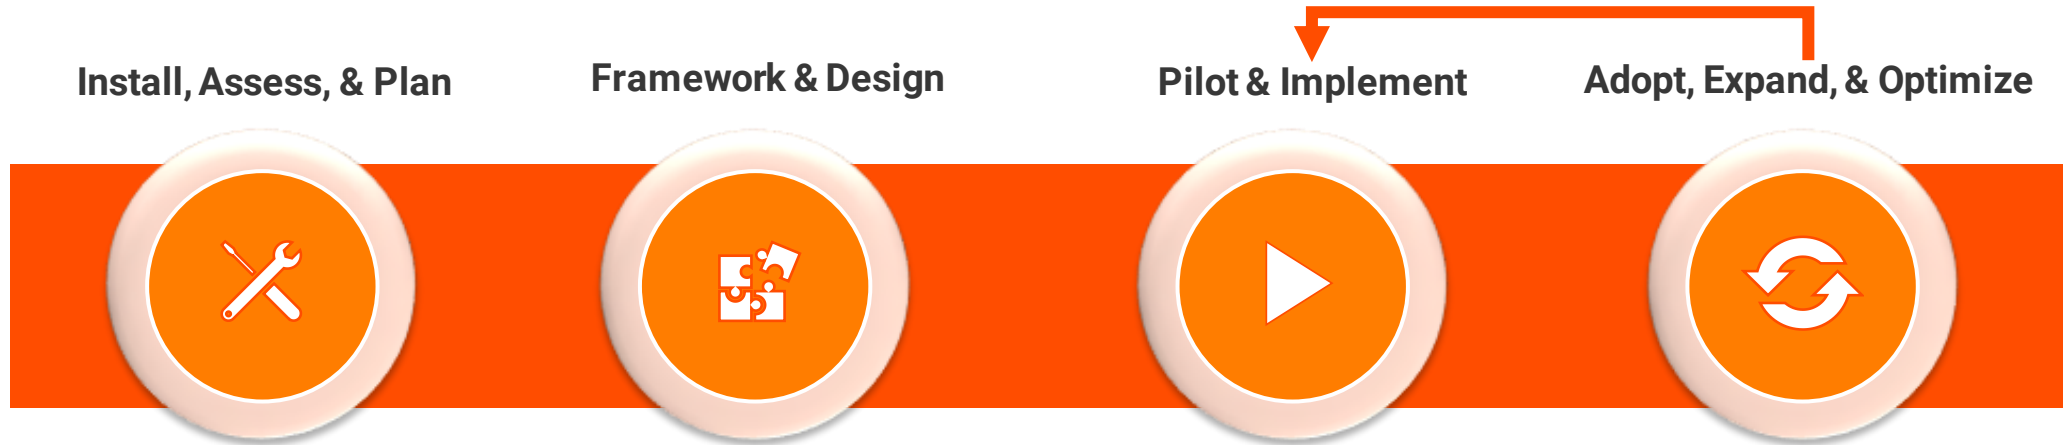 Install, Assess, & Plan
Framework & Design
Pilot & Implement
Adopt, Expand, & Optimize